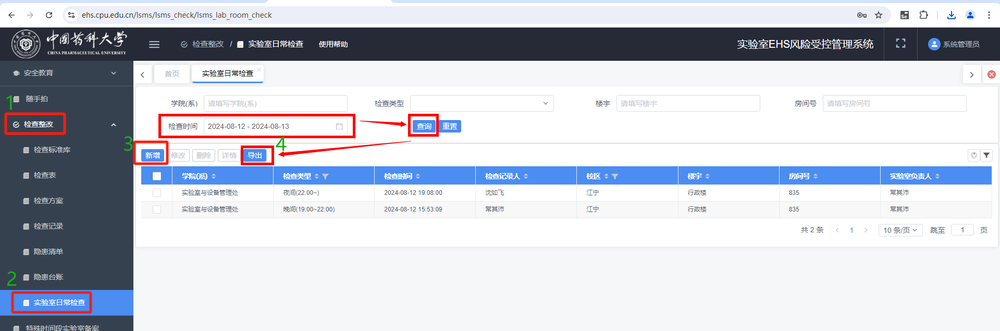 ehs.cpu.edu.cn/lsms/lsms_check/lsms_lab_room_check
中国药科大学
CHINA PHARMACEUTICAL UNIVERSITY
检查整改 / 实验室日常检查 使用帮助
实验室EHS风险受控管理系统
系统管理员
安全教育
首页
实验室日常检查
1
随手拍
学院(系) 请填写学院(系)
检查类型
楼宇 请填写楼宇
房间号 请填写房间号
检查整改
检查时间 2024-08-12 - 2024-08-13
查询
重置
3
4
检查标准库
新增 修改 删除 详情 导出
学院(系) 检查类型 检查时间 检查记录人 校区 楼宇 房间号 实验室负责人
检查表
实验室与设备管理处 夜间(22:00~) 2024-08-12 19:08:00 沈如飞 江宁 行政楼 835 常其沛
检查方案
实验室与设备管理处 晚间(19:00~22:00) 2024-08-12 15:53:09 常其沛 江宁 行政楼 835 常其沛
检查记录
共 2 条 < 1 > 10 条/页 跳至 1 页
隐患清单
2
隐患台账
实验室日常检查
特殊时间段实验室备案